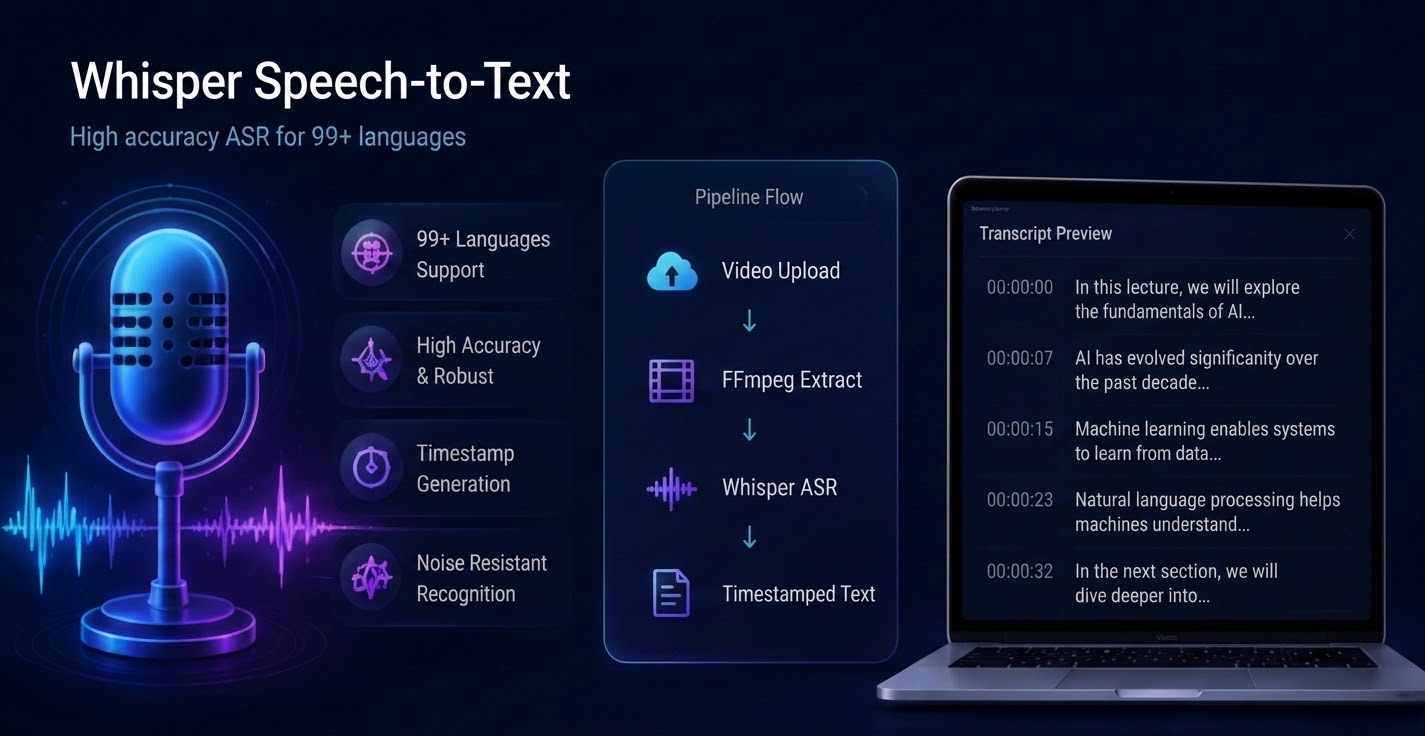 Whisper Speech-to-Text
High accuracy ASR for 99+ languages
99+ Languages
Support
High Accuracy
& Robust
Timestamp
Generation
Noise Resistant
Recognition
Pipeline Flow
Video Upload
FFmpeg Extract
Whisper ASR
Timestamped Text
Transcript Preview
00:00:00 In this lecture, we will explore
the fundamentals of AI...
00:00:07 AI has evolved significanity over
the past decade...
00:00:15 Machine learning enables systems
to learn from data...
00:00:23 Natural language processing helps
machines understand...
00:00:32 In the next section, we will
dive deeper into...